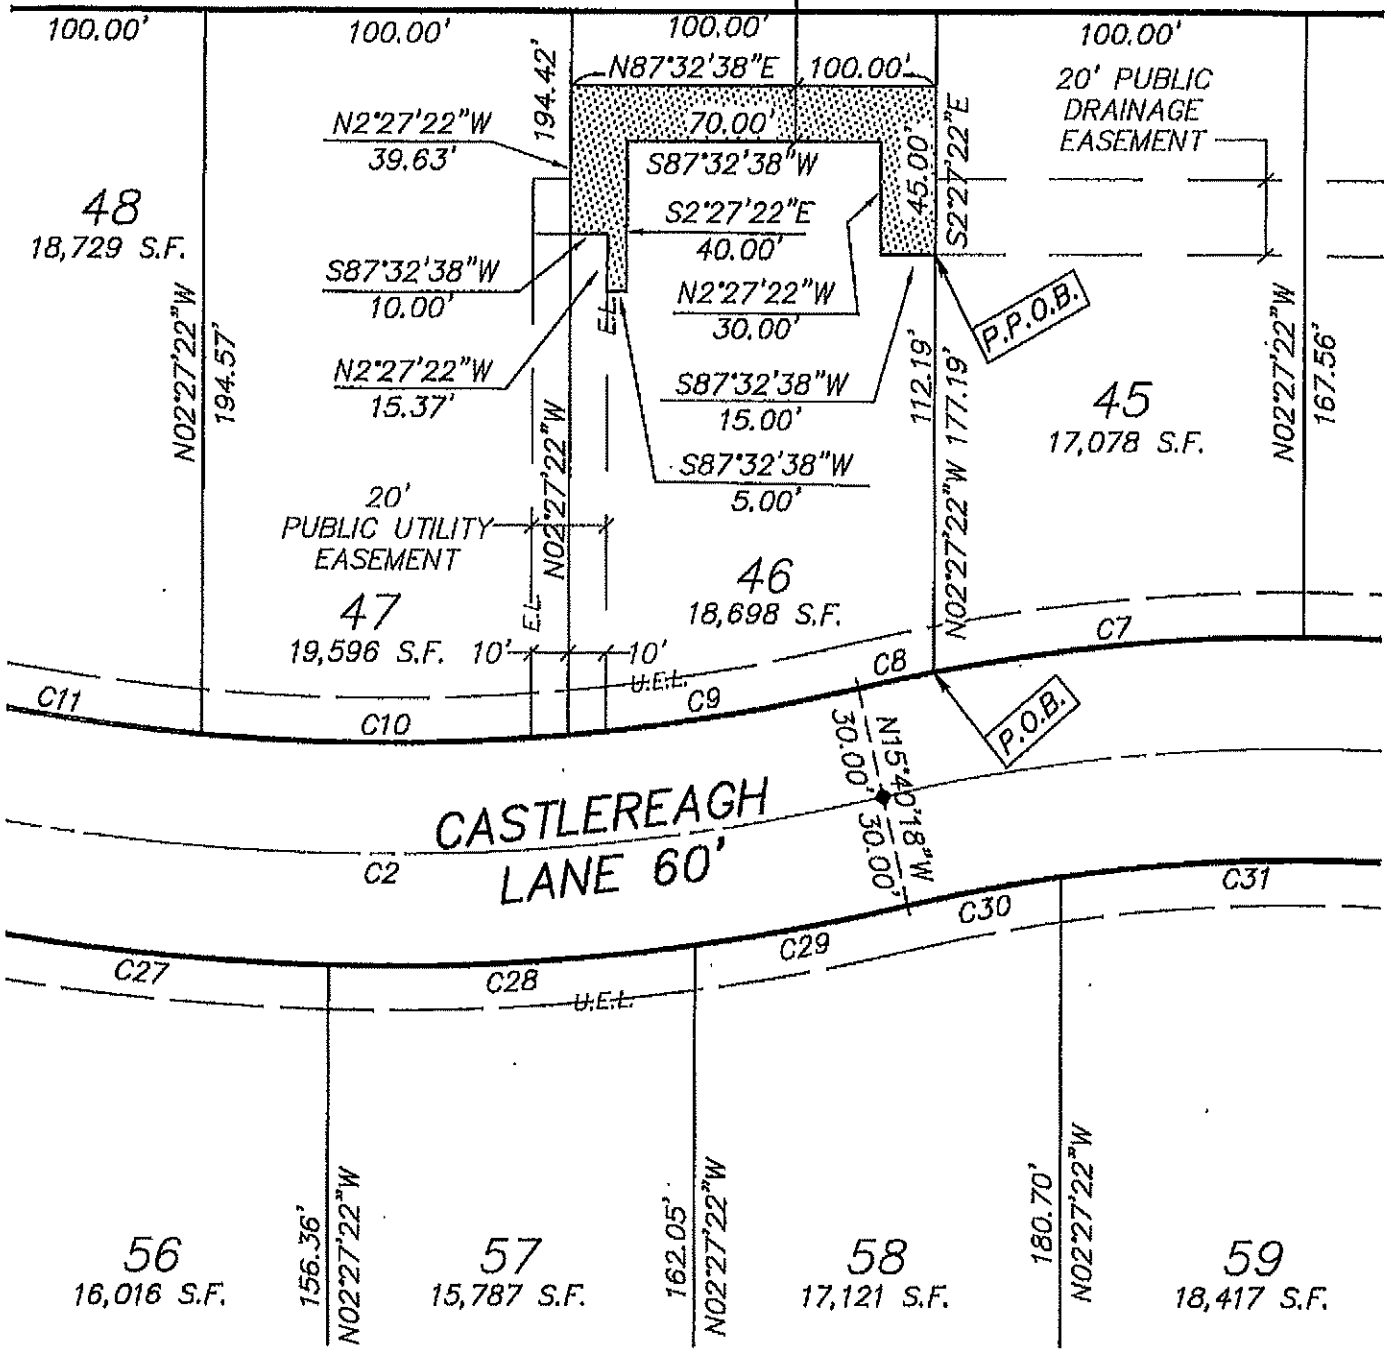 100.00'
100.00'
100.00'
100.00'
194.42'
N87°32'38"E
100.00'
20' PUBLIC
DRAINAGE
EASEMENT
N2°27'22"W
39.63'
70.00'
S87°32'38"W
45.00'
S2°27'22"E
48
18,729 S.F.
S2°27'22"E
40.00'
S87°32'38"W
10.00'
N2°27'22"W
30.00'
E.L.
P.P.O.B.
N02°27'22"W
194.57'
N2°27'22"W
15.37'
S87°32'38"W
15.00'
112.19'
N02°27'22"W 177.19'
45
17,078 S.F.
N02°27'22"W
167.56'
S87°32'38"W
5.00'
N02°27'22"W
20'
PUBLIC UTILITY
EASEMENT
46
18,698 S.F.
47
19,596 S.F.
E.L.
10'
10'
U.E.L.
C7
C8
C9
C10
C11
P.O.B.
30.00'
N15°40'18"W
30.00'
CASTLEREAGH
LANE 60'
C2
C31
C30
C29
C28
C27
U.E.L.
156.36'
N02°27'22"W
162.05'
N02°27'22"W
180.70'
N02°27'22"W
56
16,016 S.F.
57
15,787 S.F.
58
17,121 S.F.
59
18,417 S.F.